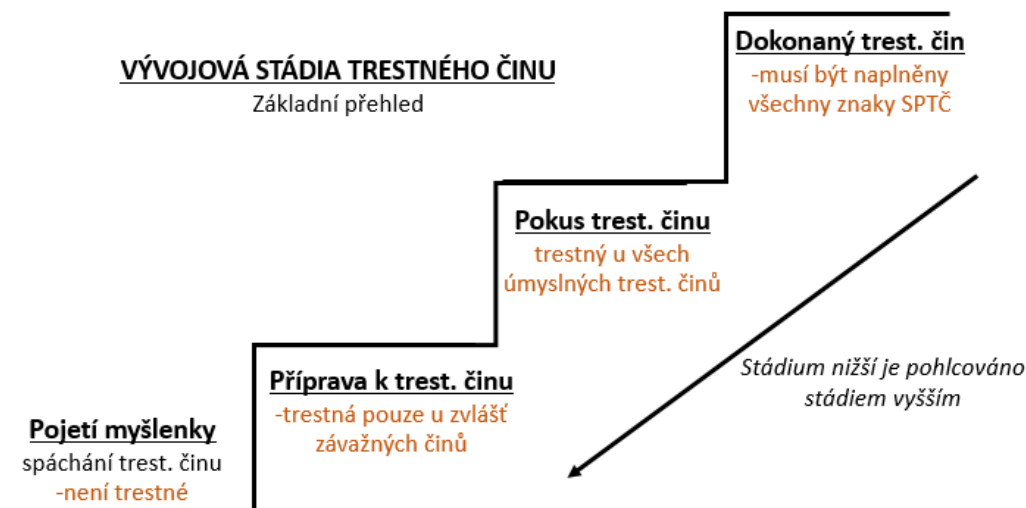 VÝVOJOVÁ STÁDIA TRESTNÉHO ČINU
Základní přehled
Dokonaný trest. čin
-musí být naplněny
všechny znaky SPTČ
Pokus trest. činu
trestný u všech
úmyslných trest. činů
Příprava k trest. činu
-trestná pouze u zvlášť
závažných činů
Pojetí myšlenky
spáchání trest. činu
-není trestné
Stádium nižší je pohlcováno
stádiem vyšším